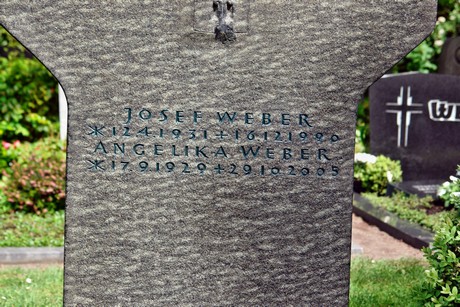 JOSEF WEBER
*12.4.1931 +16.12.1990
ANGELIKA WEBER
*17.9.1929 +29.10.2005